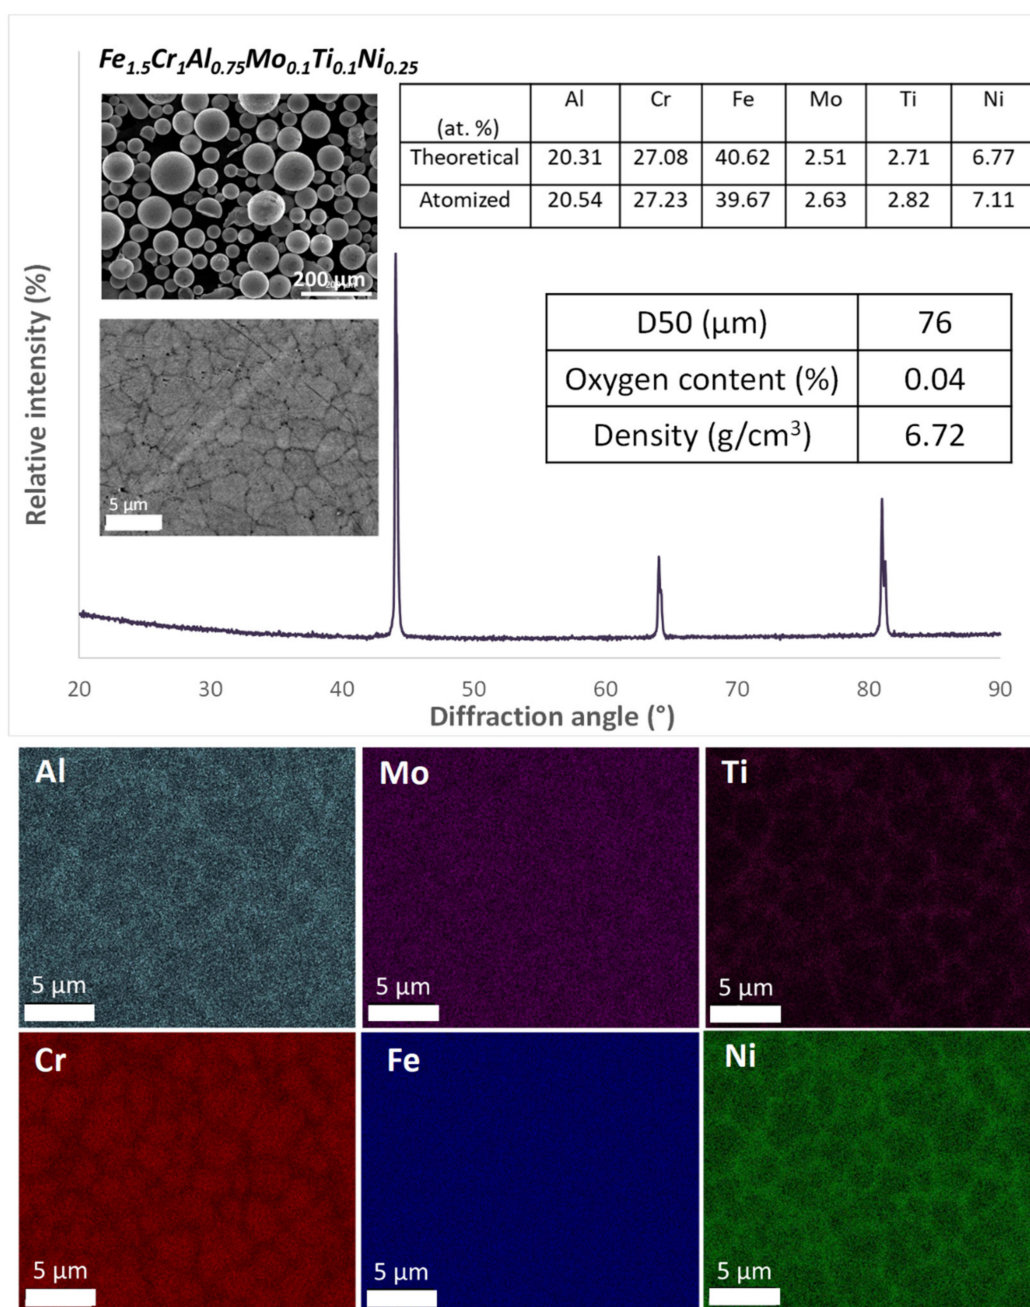 Fe1.5Cr1Al0.75Mo0.1Ti0.1Ni0.25
(at. %) Al Cr Fe Mo Ti Ni
Theoretical 20.31 27.08 40.62 2.51 2.71 6.77
Atomized 20.54 27.23 39.67 2.63 2.82 7.11
200 µm
D50 (µm) 76
Oxygen content (%) 0.04
Density (g/cm³) 6.72
5 µm
Relative intensity (%)
20 30 40 50 60 70 80 90
Diffraction angle (°)
Al
5 µm
Mo
5 µm
Ti
5 µm
Cr
5 µm
Fe
5 µm
Ni
5 µm